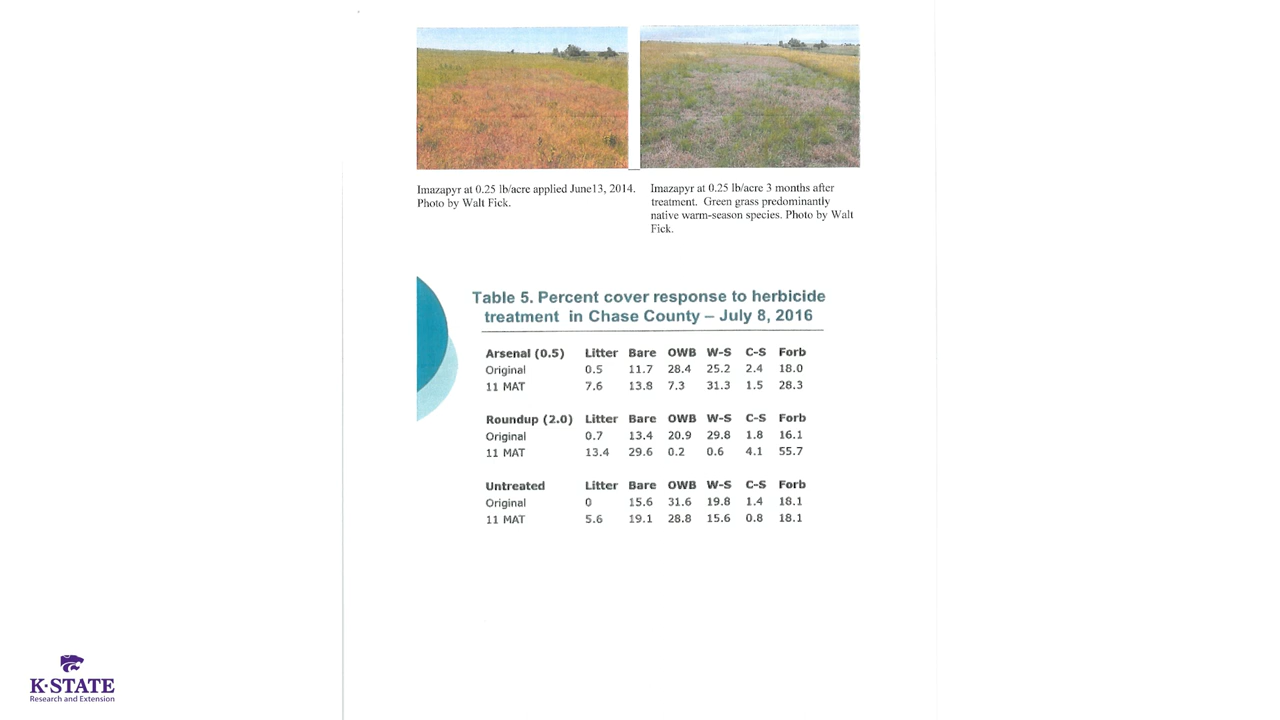 Imazapyr at 0.25 lb/acre applied June13, 2014.
Photo by Walt Fick.
Imazapyr at 0.25 lb/acre 3 months after
treatment. Green grass predominantly
native warm-season species. Photo by Walt
Fick.
Table 5. Percent cover response to herbicide
treatment in Chase County – July 8, 2016
Arsenal (0.5) Litter Bare OWB W-S C-S Forb
Original 0.5 11.7 28.4 25.2 2.4 18.0
11 MAT 7.6 13.8 7.3 31.3 1.5 28.3
Roundup (2.0) Litter Bare OWB W-S C-S Forb
Original 0.7 13.4 20.9 29.8 1.8 16.1
11 MAT 13.4 29.6 0.2 0.6 4.1 55.7
Untreated Litter Bare OWB W-S C-S Forb
Original 0 15.6 31.6 19.8 1.4 18.1
11 MAT 5.6 19.1 28.8 15.6 0.8 18.1
K·STATE
Research and Extension